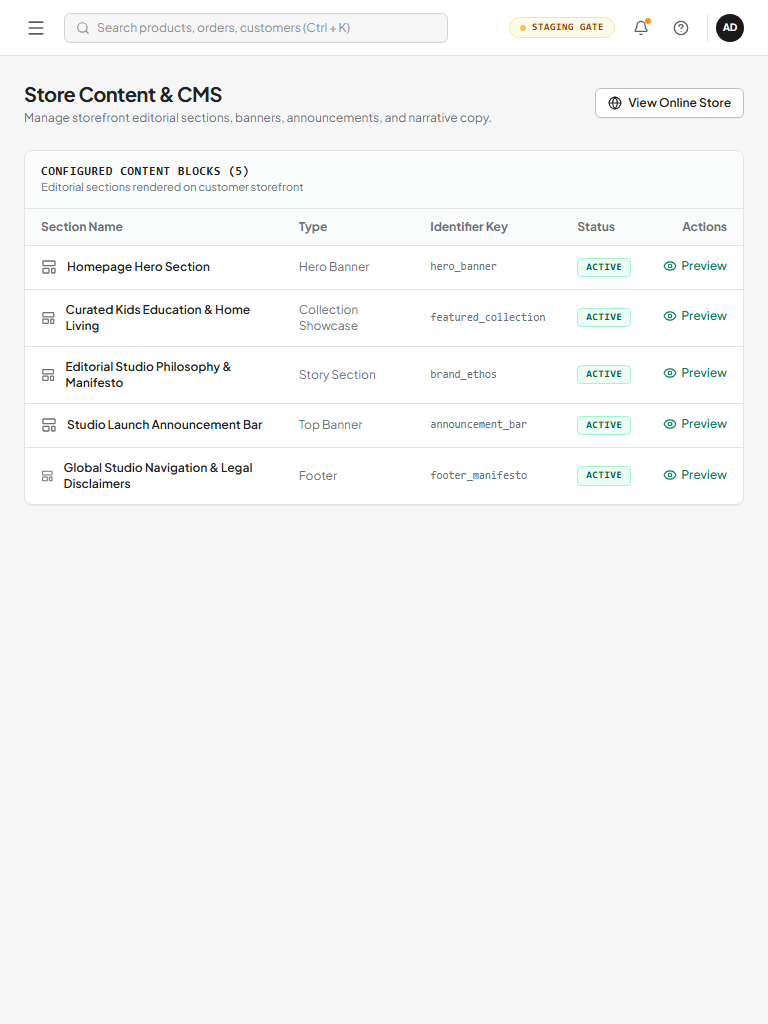 Search products, orders, customers (Ctrl + K)
STAGING GATE
AD
Store Content & CMS
Manage storefront editorial sections, banners, announcements, and narrative copy.
View Online Store
CONFIGURED CONTENT BLOCKS (5)
Editorial sections rendered on customer storefront
Section Name Type Identifier Key Status Actions
Homepage Hero Section Hero Banner hero_banner ACTIVE Preview
Curated Kids Education & Home
Living
Collection
Showcase
featured_collection ACTIVE Preview
Editorial Studio Philosophy &
Manifesto
Story Section brand_ethos ACTIVE Preview
Studio Launch Announcement Bar Top Banner announcement_bar ACTIVE Preview
Global Studio Navigation & Legal
Disclaimers
Footer footer_manifesto ACTIVE Preview